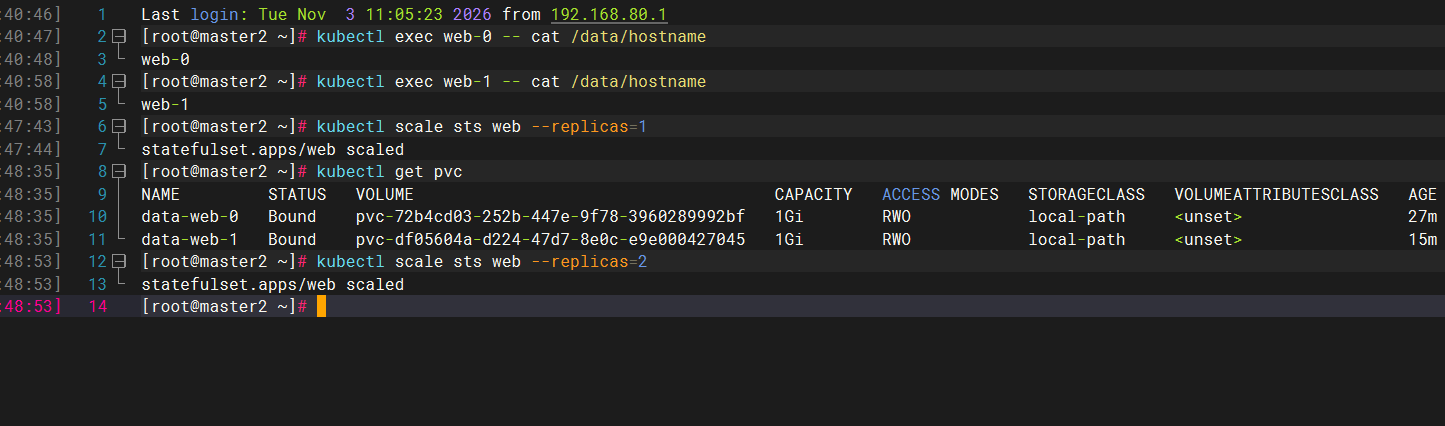 :40:46] 1 Last login: Tue Nov  3 11:05:23 2026 from 192.168.80.1
:40:47] 2 [root@master2 ~]# kubectl exec web-0 -- cat /data/hostname
:40:48] 3 web-0
:40:58] 4 [root@master2 ~]# kubectl exec web-1 -- cat /data/hostname
:40:58] 5 web-1
:47:43] 6 [root@master2 ~]# kubectl scale sts web --replicas=1
:47:44] 7 statefulset.apps/web scaled
:48:35] 8 [root@master2 ~]# kubectl get pvc
:48:35] 9 NAME         STATUS   VOLUME                                     CAPACITY   ACCESS MODES   STORAGECLASS   VOLUMEATTRIBUTESCLASS   AGE
:48:35] 10 data-web-0   Bound    pvc-72b4cd03-252b-447e-9f78-3960289992bf   1Gi        RWO            local-path     <unset>                 27m
:48:35] 11 data-web-1   Bound    pvc-df05604a-d224-47d7-8e0c-e9e000427045   1Gi        RWO            local-path     <unset>                 15m
:48:53] 12 [root@master2 ~]# kubectl scale sts web --replicas=2
:48:53] 13 statefulset.apps/web scaled
:48:53] 14 [root@master2 ~]#